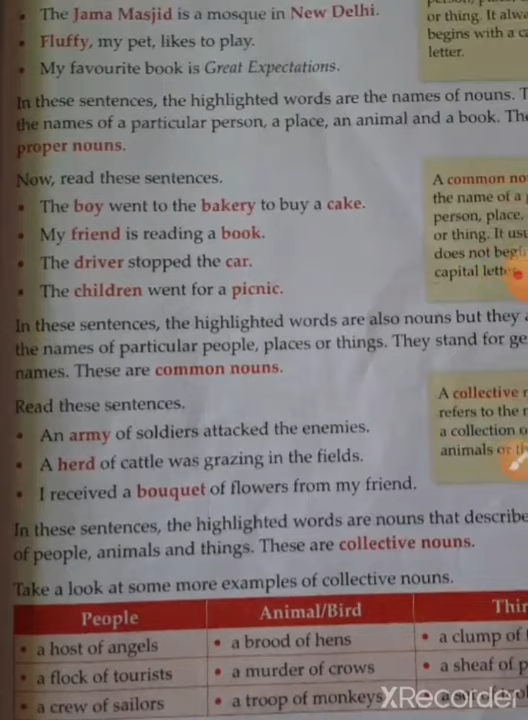 The Jama Masjid is a mosque in New Delhi.
Fluffy, my pet, likes to play.
My favourite book is Great Expectations.
or thing. It
begins with a
letter.
In these sentences, the highlighted words are the names of nouns.
the names of a particular person, a place, an animal and a book.
proper nouns.
Now, read these sentences.
The boy went to the bakery to buy a cake.
My friend is reading a book.
The driver stopped the car.
The children went for a picnic.
A common
the name of a
person, place,
or thing. It
does not
capital
In these sentences, the highlighted words are also nouns but they
the names of particular people, places or things. They stand for
names. These are common nouns.
Read these sentences.
An army of soldiers attacked the enemies.
A herd of cattle was grazing in the fields.
I received a bouquet of flowers from my friend.
A collective
refers to the
a collection
animals or
In these sentences, the highlighted words are nouns that describe
of people, animals and things. These are collective nouns.
Take a look at some more examples of collective nouns.
People Animal/Bird
a host of angels a brood of hens a clump of
a flock of tourists a murder of crows a sheaf of
a crew of sailors a troop of monkeys
XRecorder